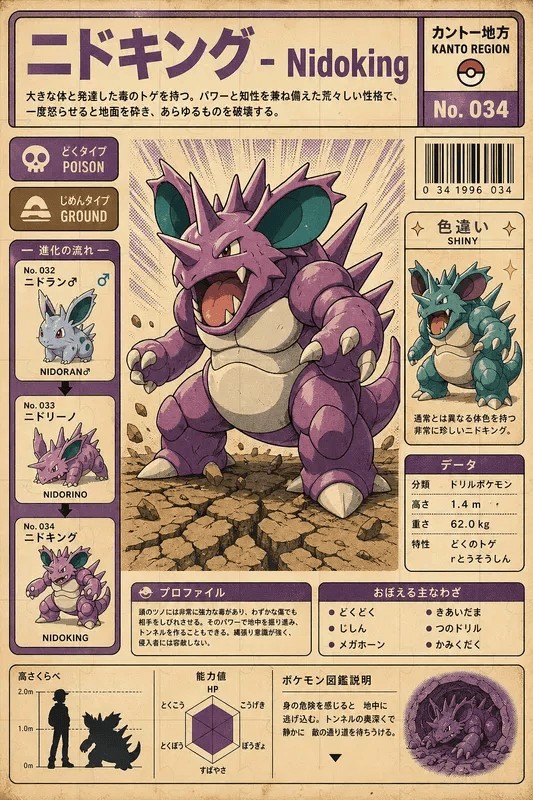 ニドキング - Nidoking
大きな体と発達した毒のトゲを持つ。パワーと知性を兼ね備えた荒々しい性格で、
一度怒らせると地面を砕き、あらゆるものを破壊する。
カントー地方
KANTO REGION
No. 034
どくタイプ
POISON
じめんタイプ
GROUND
0 34 1996 034
進化の流れ
No. 032
ニドラン♂
♂
NIDORAN♂
No. 033
ニドリーノ
NIDORINO
No. 034
ニドキング
NIDOKING
色違い
SHINY
通常とは異なる体色を持つ
非常に珍しいニドキング。
データ
分類 ドリルポケモン
高さ 1.4 m
重さ 62.0 kg
特性 どくのトゲ
rとうそうしん
プロファイル
頭のツノには非常に強力な毒があり、わずかな傷でも
相手をしびれさせる。そのパワーで地中を掘り進み、
トンネルを作ることもできる。縄張り意識が強く、
侵入者には容赦しない。
おぼえる主なわざ
• どくどく • きあいだま
• じしん • つのドリル
• メガホーン • かみくだく
高さくらべ
2.0m
1.0m
0m
能力値
HP
とくこう こうげき
とくぼう ぼうぎょ
すばやさ
ポケモン図鑑説明
身の危険を感じると 地中に
逃げ込む。トンネルの奥深くで
静かに 敵の通り道を待ちうける。